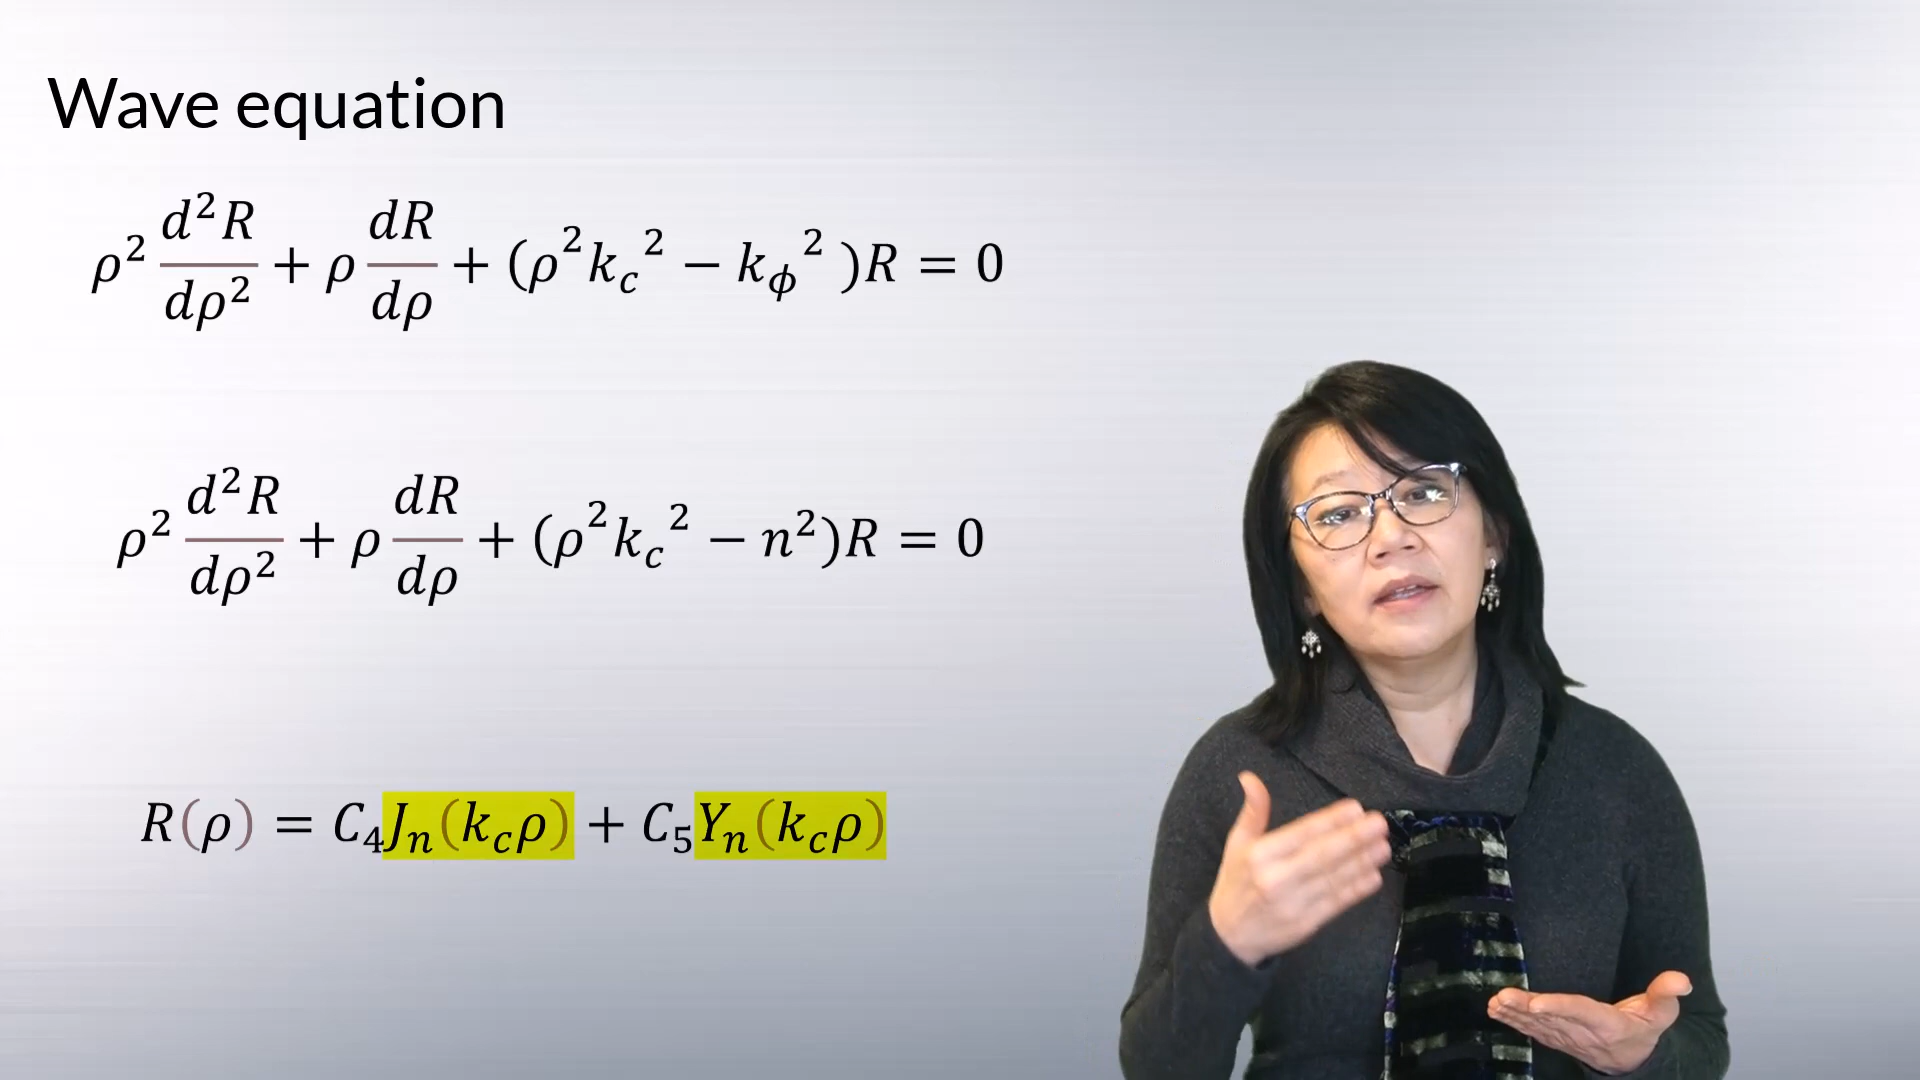 Wave equation
ρ² d²R/dρ² + ρ dR/dρ + (ρ²k_c² − k_ϕ²)R = 0
ρ² d²R/dρ² + ρ dR/dρ + (ρ²k_c² − n²)R = 0
R(ρ) = C₄J_n(k_cρ) + C₅Y_n(k_cρ)